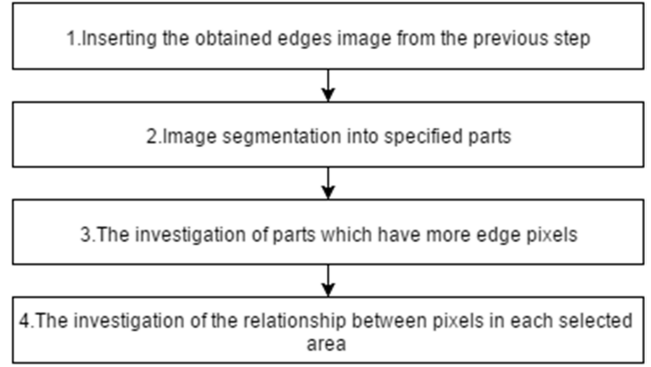 1.Inserting the obtained edges image from the previous step
2.Image segmentation into specified parts
3.The investigation of parts which have more edge pixels
4.The investigation of the relationship between pixels in each selected
area